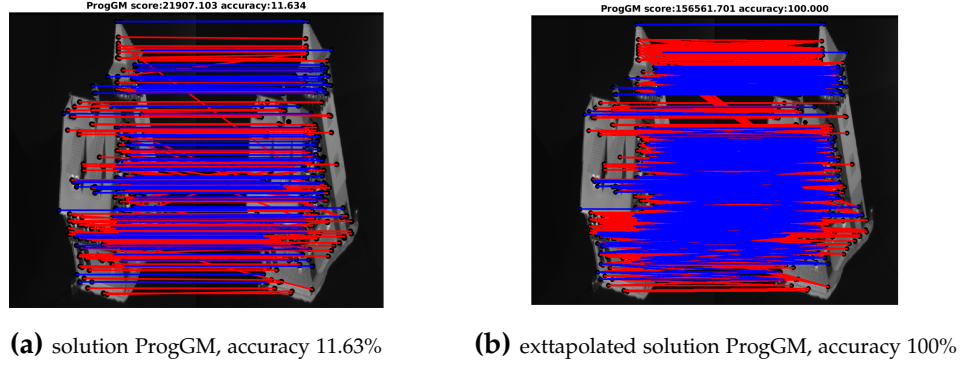 ProgGM score:21907.103 accuracy:11.634
ProgGM score:156561.701 accuracy:100.000
(a) solution ProgGM, accuracy 11.63%
(b) exttapolated solution ProgGM, accuracy 100%